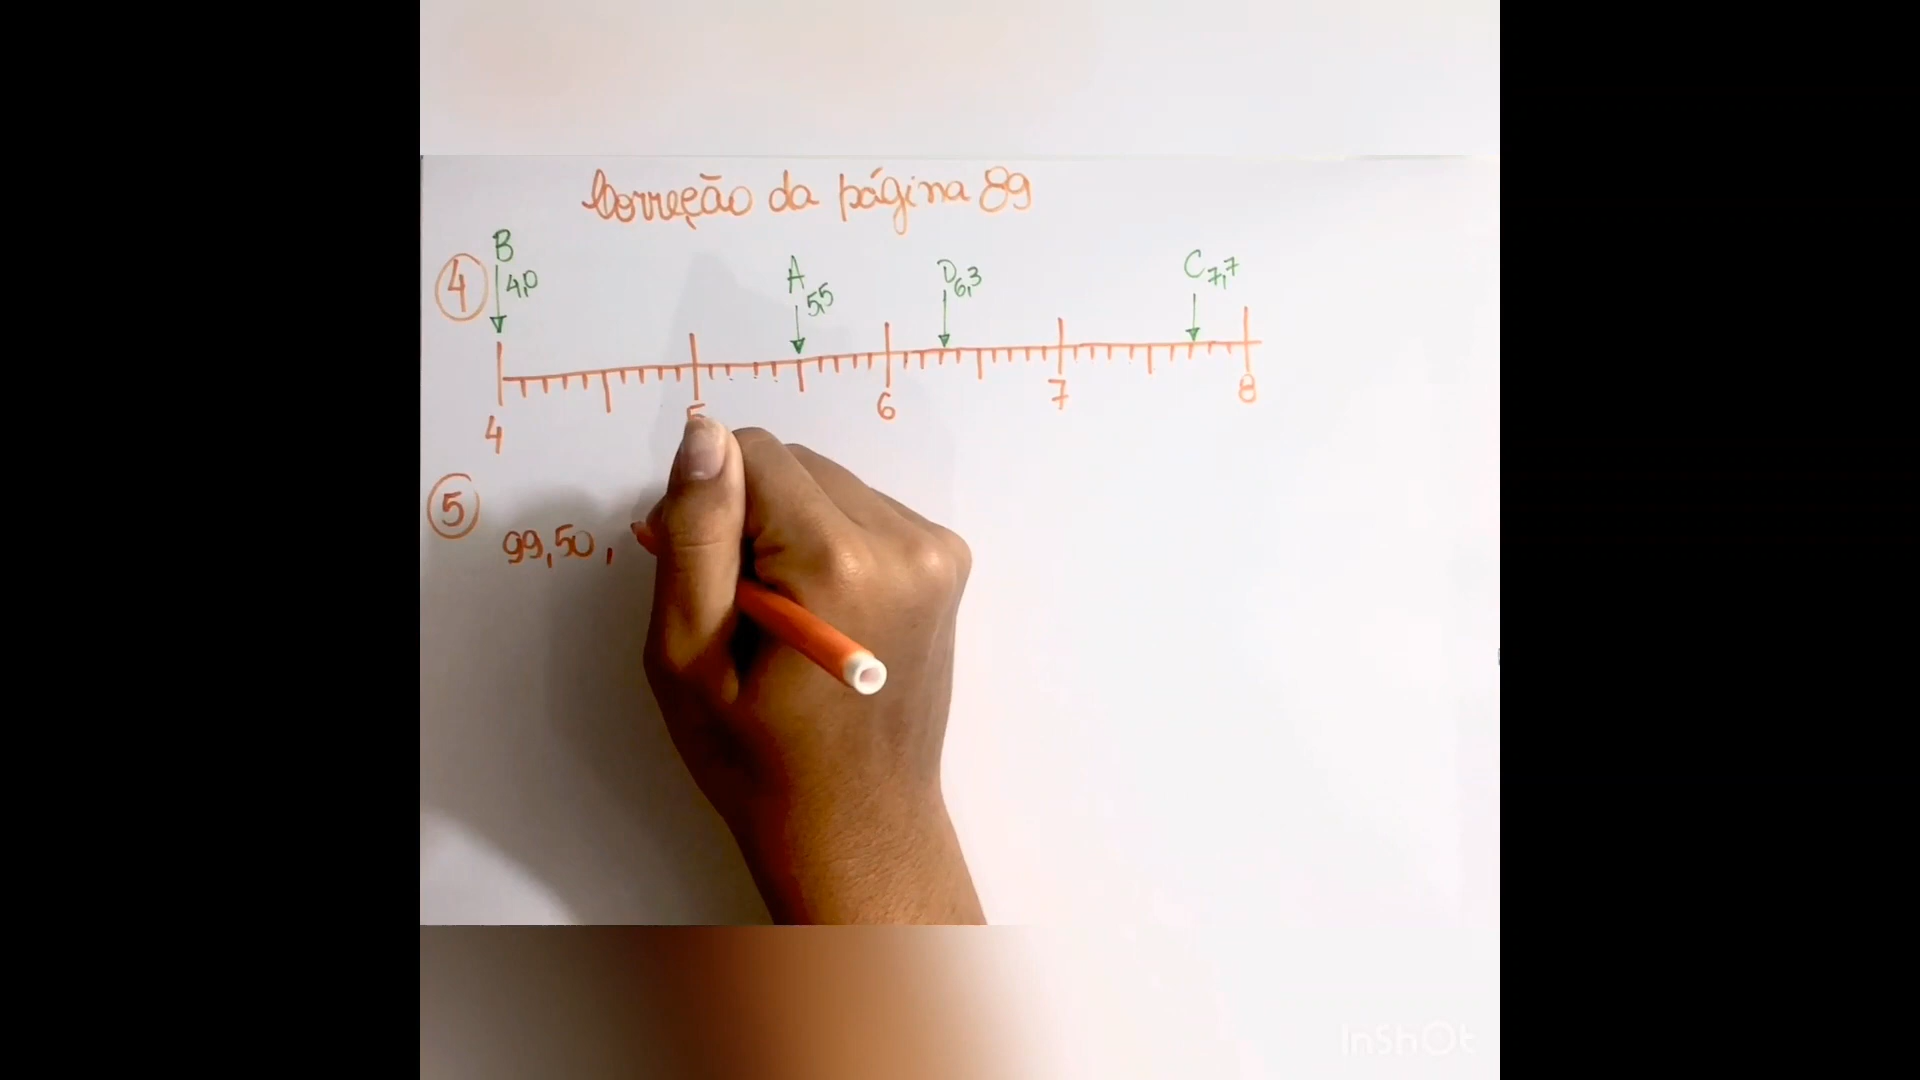 Correção da página 89
4
B 4,0
A 5,5
D 6,3
C 7,7
4 5 6 7 8
5
99,50 ,
InShOt